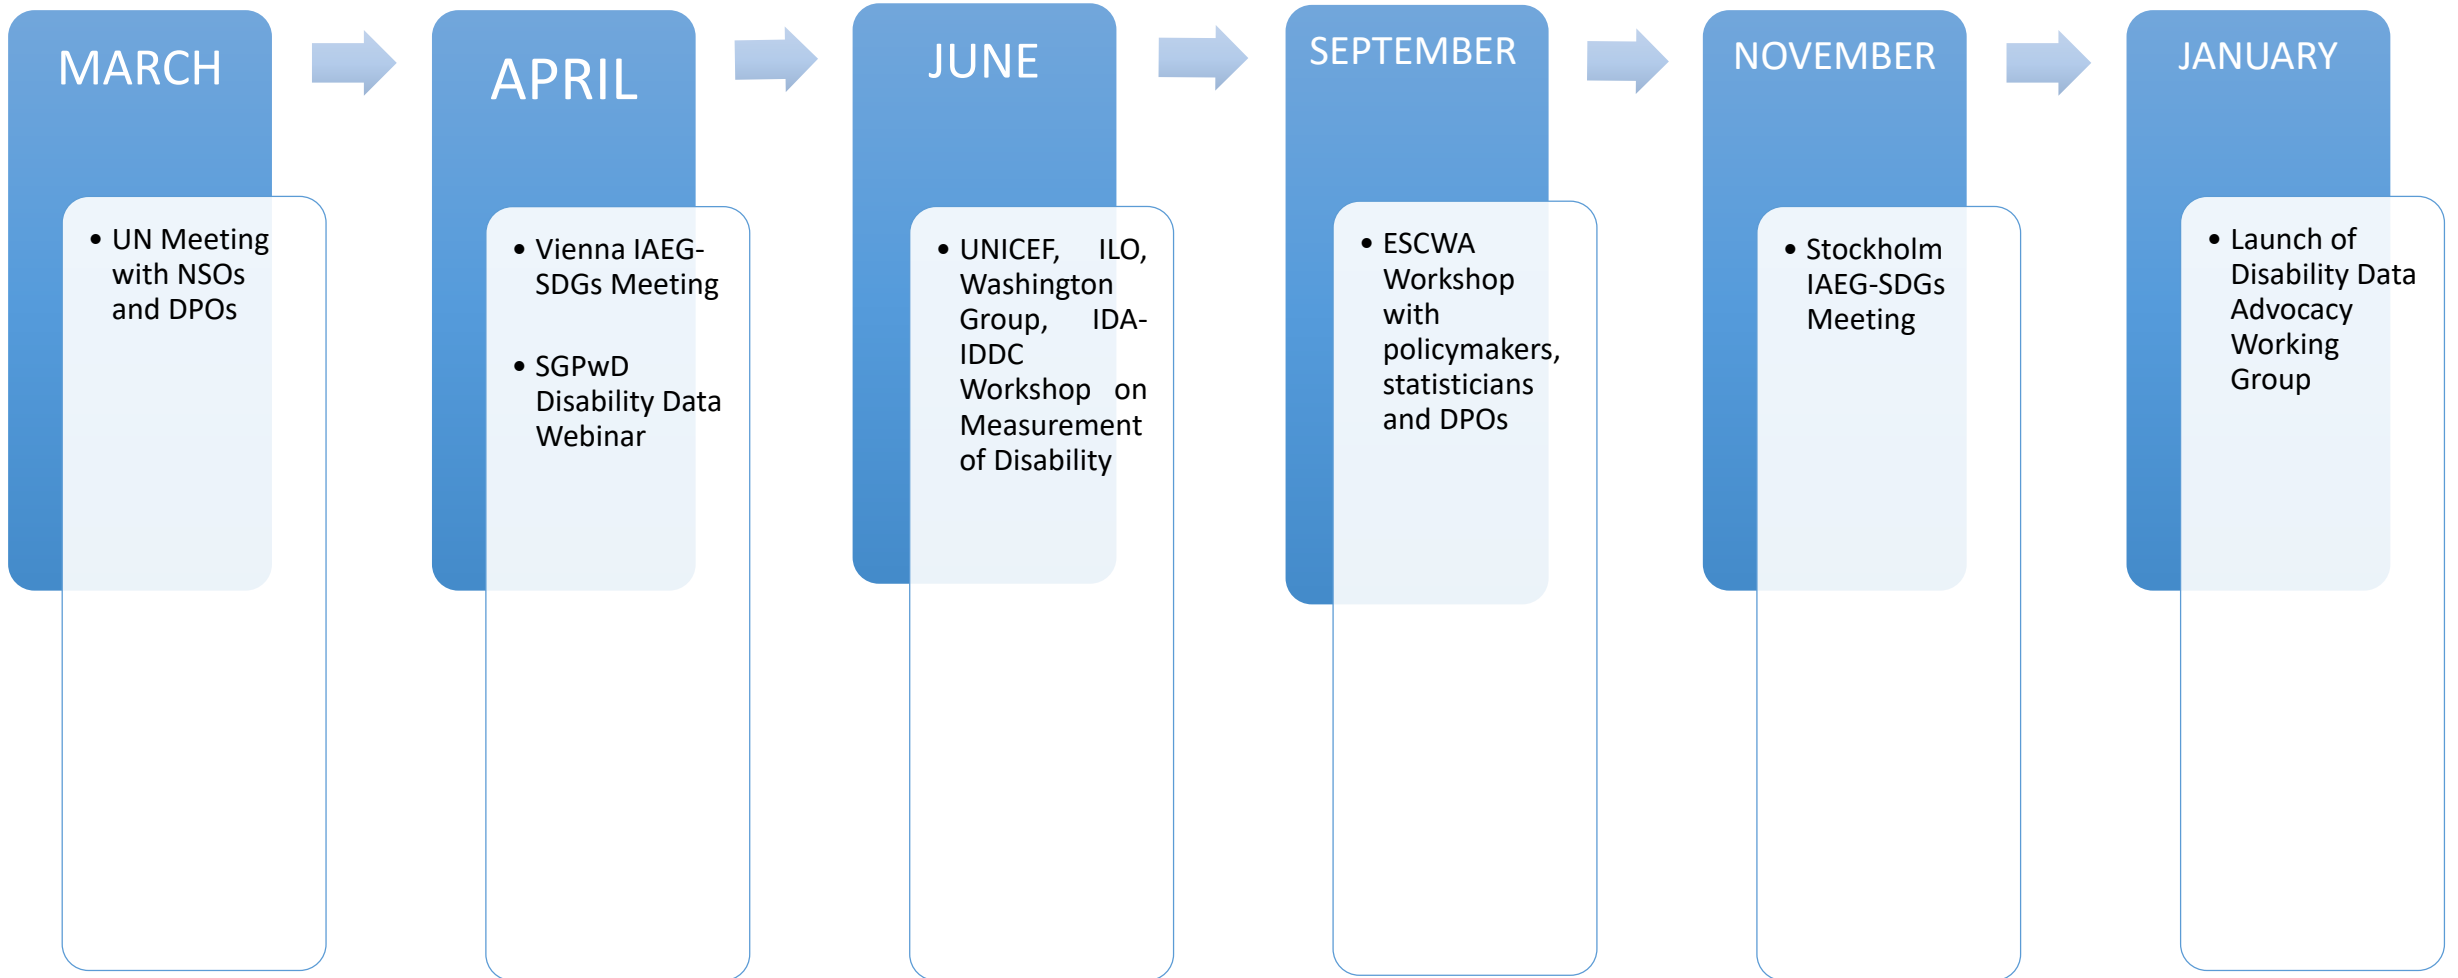 MARCH
• UN Meeting
with NSOs
and DPOs
APRIL
• Vienna IAEG-
SDGs Meeting
• SGPwD
Disability Data
Webinar
JUNE
• UNICEF, ILO,
Washington
Group, IDA-
IDDC
Workshop on
Measurement
of Disability
SEPTEMBER
• ESCWA
Workshop
with
policymakers,
statisticians
and DPOs
NOVEMBER
• Stockholm
IAEG-SDGs
Meeting
JANUARY
• Launch of
Disability Data
Advocacy
Working
Group